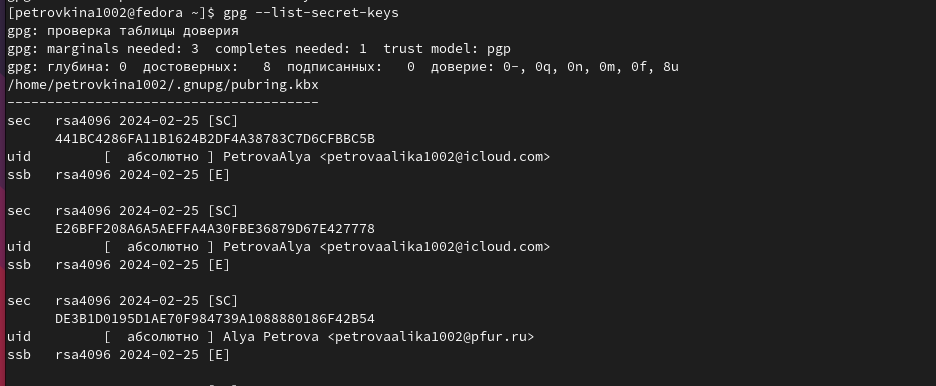 [petrovkina1002@fedora ~]$ gpg --list-secret-keys
gpg: проверка таблицы доверия
gpg: marginals needed: 3  completes needed: 1  trust model: pgp
gpg: глубина: 0  достоверных:   8  подписанных:   0  доверие: 0-, 0q, 0n, 0m, 0f, 8u
/home/petrovkina1002/.gnupg/pubring.kbx
---------------------------------------
sec   rsa4096 2024-02-25 [SC]
      441BC4286FA11B1624B2DF4A38783C7D6CFBBC5B
uid         [  абсолютно ] PetrovaAlya <petrovaalika1002@icloud.com>
ssb   rsa4096 2024-02-25 [E]
sec   rsa4096 2024-02-25 [SC]
      E26BFF208A6A5AEFFA4A30FBE36879D67E427778
uid         [  абсолютно ] PetrovaAlya <petrovaalika1002@icloud.com>
ssb   rsa4096 2024-02-25 [E]
sec   rsa4096 2024-02-25 [SC]
      DE3B1D0195D1AE70F984739A1088880186F42B54
uid         [  абсолютно ] Alya Petrova <petrovaalika1002@pfur.ru>
ssb   rsa4096 2024-02-25 [E]